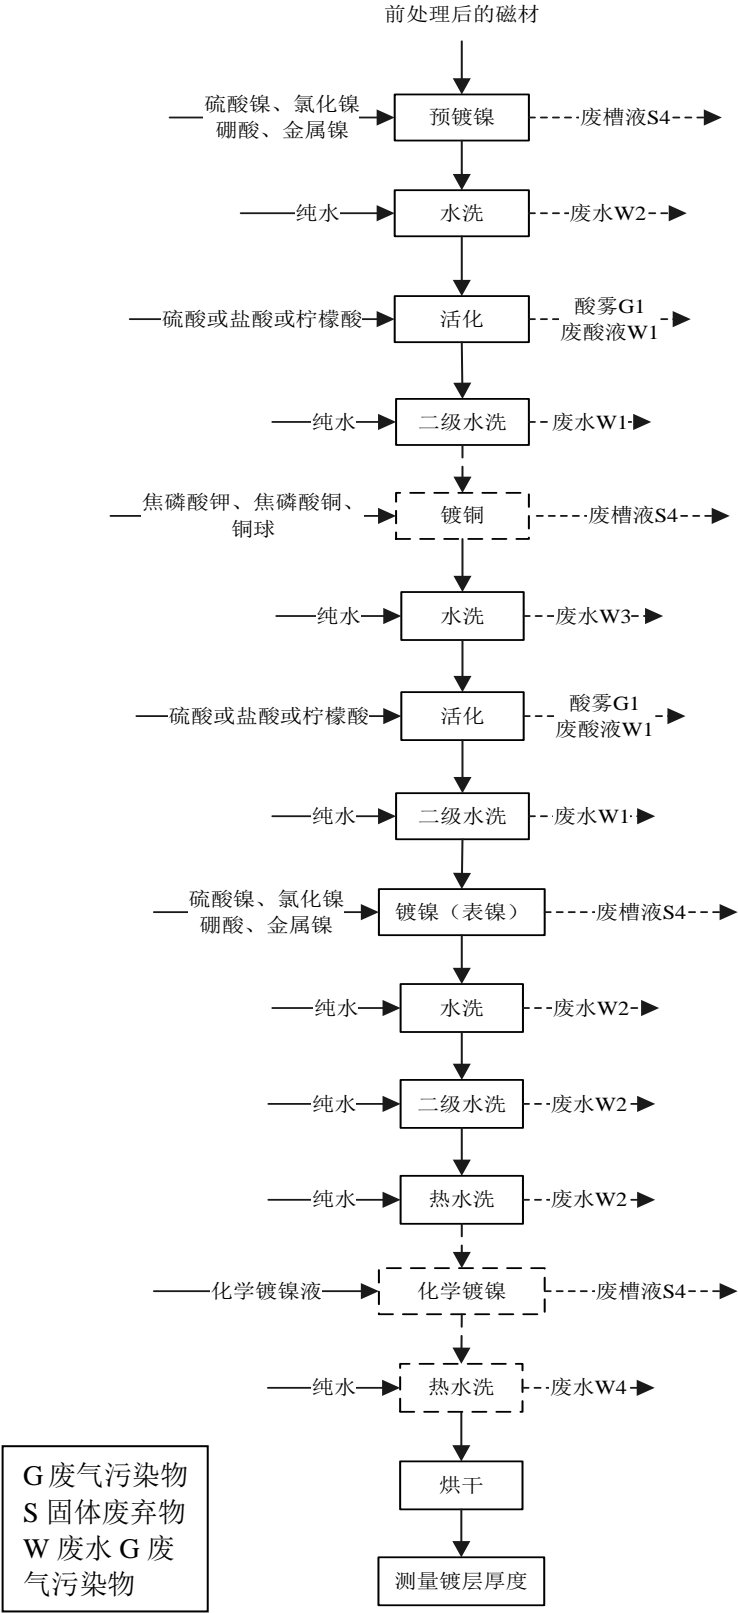 前处理后的磁材
硫酸镍、氯化镍
硼酸、金属镍
预镀镍
废槽液S4
纯水
水洗
废水W2
硫酸或盐酸或柠檬酸
活化
酸雾G1
废酸液W1
纯水
二级水洗
废水W1
焦磷酸钾、焦磷酸铜、
铜球
镀铜
废槽液S4
纯水
水洗
废水W3
硫酸或盐酸或柠檬酸
活化
酸雾G1
废酸液W1
纯水
二级水洗
废水W1
硫酸镍、氯化镍
硼酸、金属镍
镀镍（表镍）
废槽液S4
纯水
水洗
废水W2
纯水
二级水洗
废水W2
纯水
热水洗
废水W2
化学镀镍液
化学镀镍
废槽液S4
纯水
热水洗
废水W4
烘干
测量镀层厚度
G 废气污染物
S 固体废弃物
W 废水 G 废
气污染物